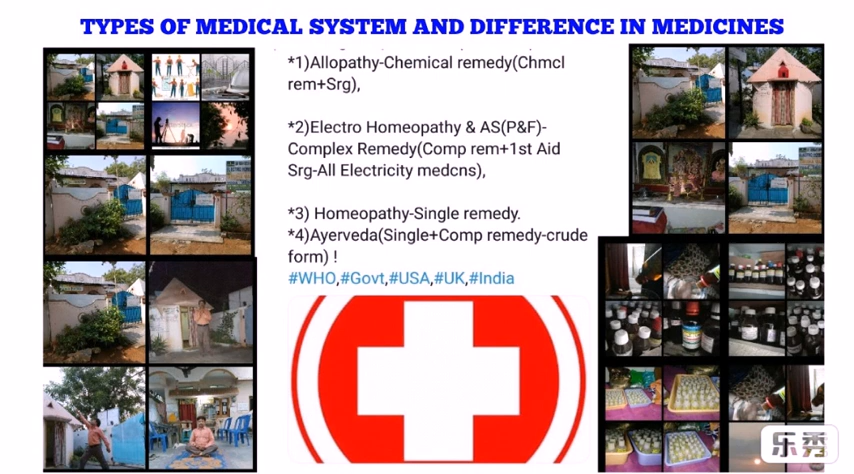 TYPES OF MEDICAL SYSTEM AND DIFFERENCE IN MEDICINES
*1)Allopathy-Chemical remedy(Chmcl
rem+Srg),
*2)Electro Homeopathy & AS(P&F)-
Complex Remedy(Comp rem+1st Aid
Srg-All Electricity medcns),
*3) Homeopathy-Single remedy.
*4)Ayerveda(Single+Comp remedy-crude
form) !
#WHO,#Govt,#USA,#UK,#India
乐秀